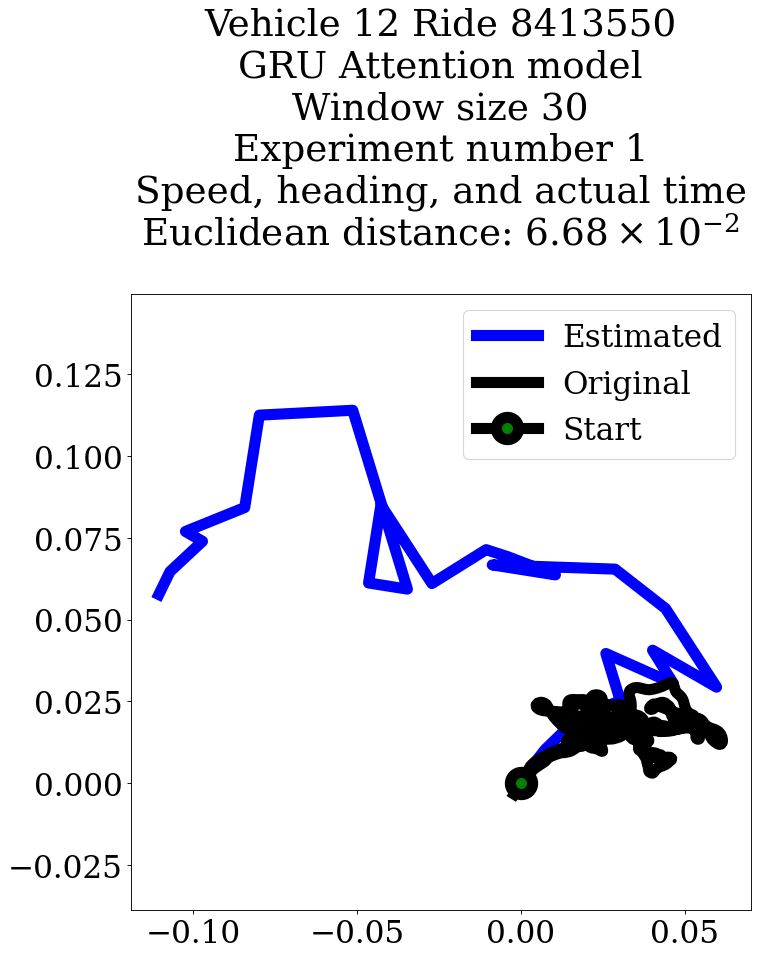 Vehicle 12 Ride 8413550
GRU Attention model
Window size 30
Experiment number 1
Speed, heading, and actual time
Euclidean distance: 6.68 × 10⁻²
Estimated
Original
Start
0.125
0.100
0.075
0.050
0.025
0.000
−0.025
−0.10
−0.05
0.00
0.05